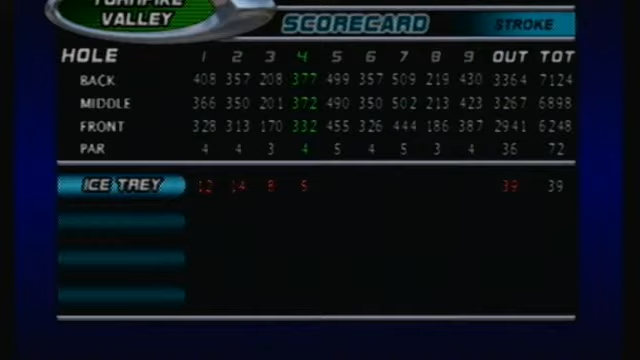 TURNPIKE
VALLEY
SCORECARD STROKE
HOLE 1 2 3 4 5 6 7 8 9 OUT TOT
BACK 408 357 208 377 499 357 509 219 430 3364 7124
MIDDLE 366 350 201 372 490 350 502 213 423 3267 6898
FRONT 328 313 170 332 455 326 444 186 387 2941 6248
PAR 4 4 3 4 5 4 5 3 4 36 72
ICE TREY 12 14 8 5 39 39